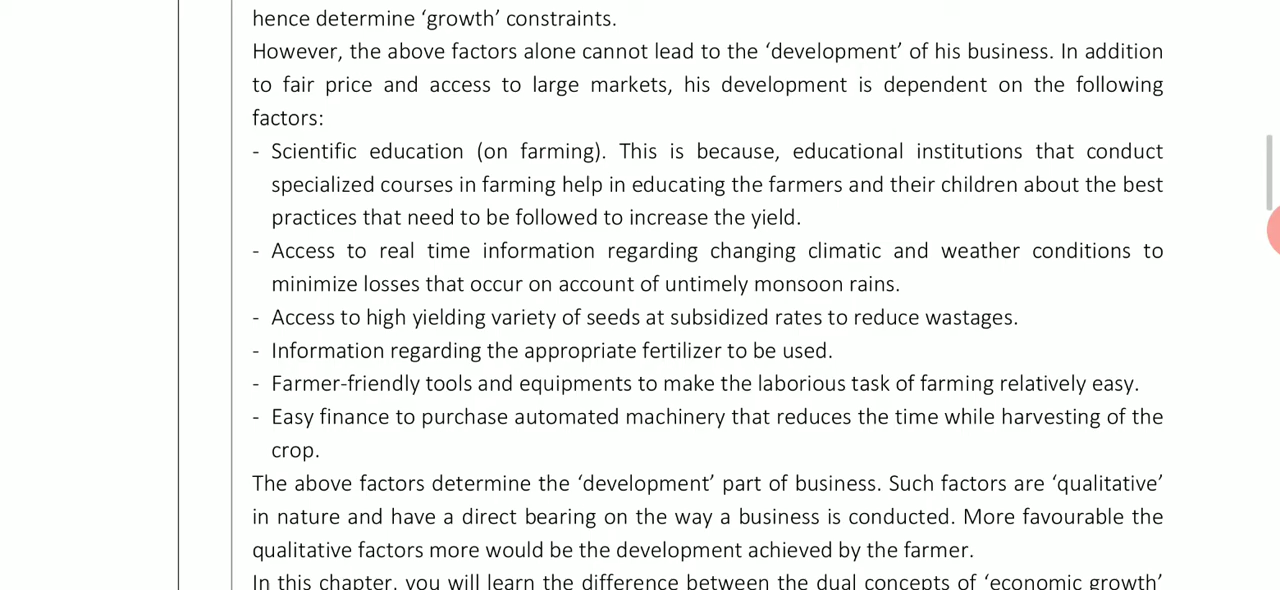 hence determine ‘growth’ constraints.
However, the above factors alone cannot lead to the ‘development’ of his business. In addition
to fair price and access to large markets, his development is dependent on the following
factors:
- Scientific education (on farming). This is because, educational institutions that conduct
specialized courses in farming help in educating the farmers and their children about the best
practices that need to be followed to increase the yield.
- Access to real time information regarding changing climatic and weather conditions to
minimize losses that occur on account of untimely monsoon rains.
- Access to high yielding variety of seeds at subsidized rates to reduce wastages.
- Information regarding the appropriate fertilizer to be used.
- Farmer-friendly tools and equipments to make the laborious task of farming relatively easy.
- Easy finance to purchase automated machinery that reduces the time while harvesting of the
crop.
The above factors determine the ‘development’ part of business. Such factors are ‘qualitative’
in nature and have a direct bearing on the way a business is conducted. More favourable the
qualitative factors more would be the development achieved by the farmer.
In this chapter, you will learn the difference between the dual concepts of ‘economic growth’